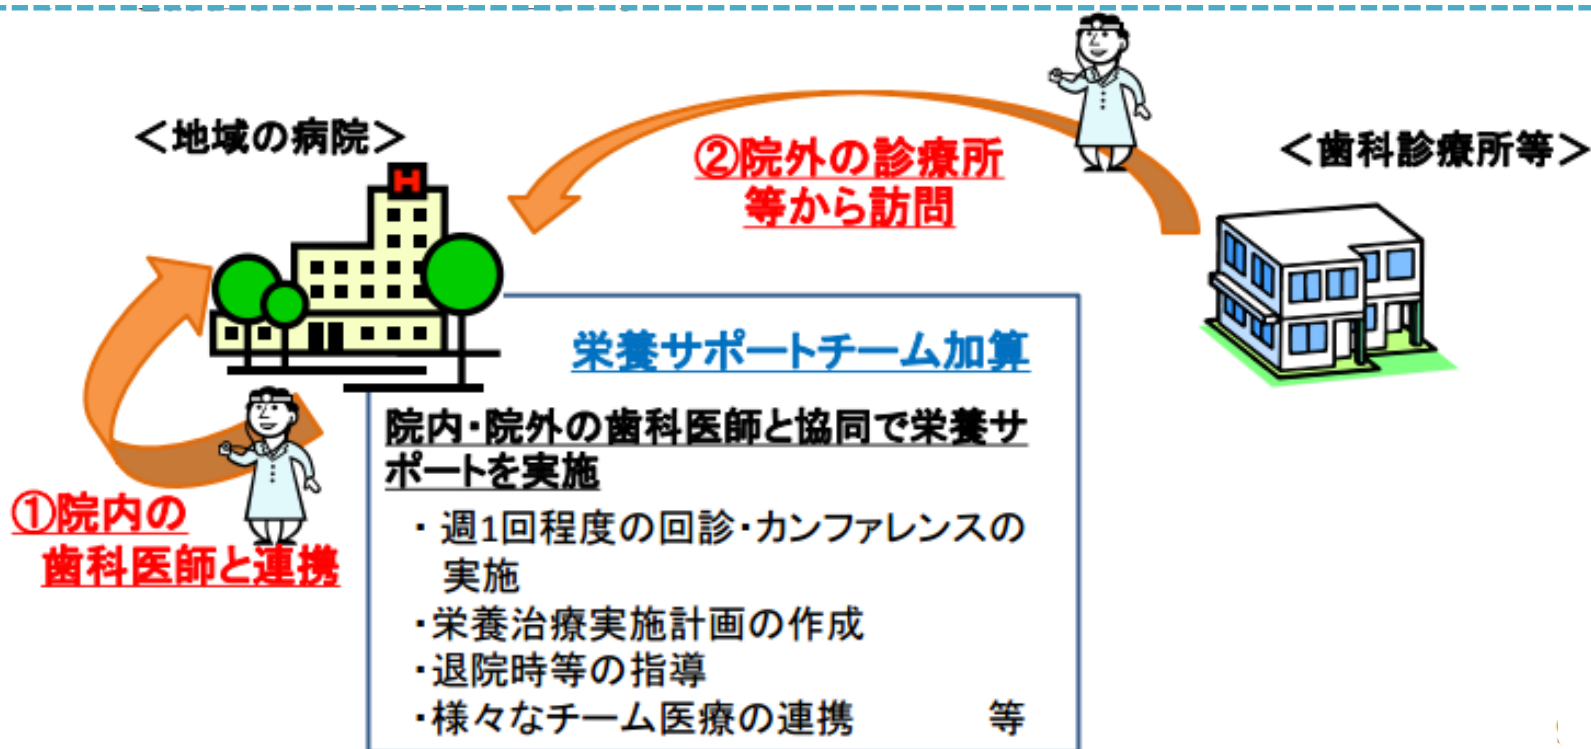 ＜地域の病院＞
H
②院外の診療所
等から訪問
＜歯科診療所等＞
栄養サポートチーム加算
院内・院外の歯科医師と協同で栄養サ
ポートを実施
・週1回程度の回診・カンファレンスの
実施
・栄養治療実施計画の作成
・退院時等の指導
・様々なチーム医療の連携　　　等
①院内の
歯科医師と連携